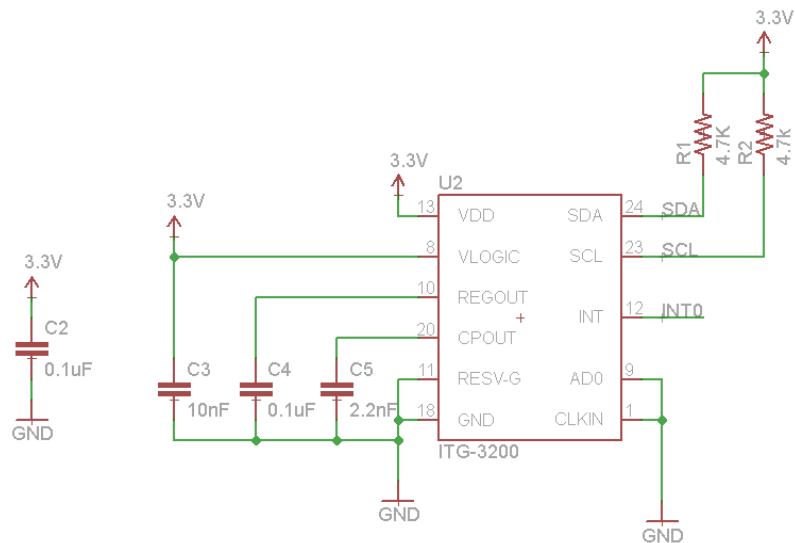 3.3V
R1
4.7K
R2
4.7k
3.3V
U2
13
VDD
SDA
24
SDA
3.3V
8
VLOGIC
SCL
23
SCL
3.3V
10
REGOUT
INT
12
INT0
20
CPOUT
C2
0.1uF
C3
10nF
C4
0.1uF
C5
2.2nF
11
RESV-G
AD0
9
18
GND
CLKIN
1
ITG-3200
GND
GND
GND